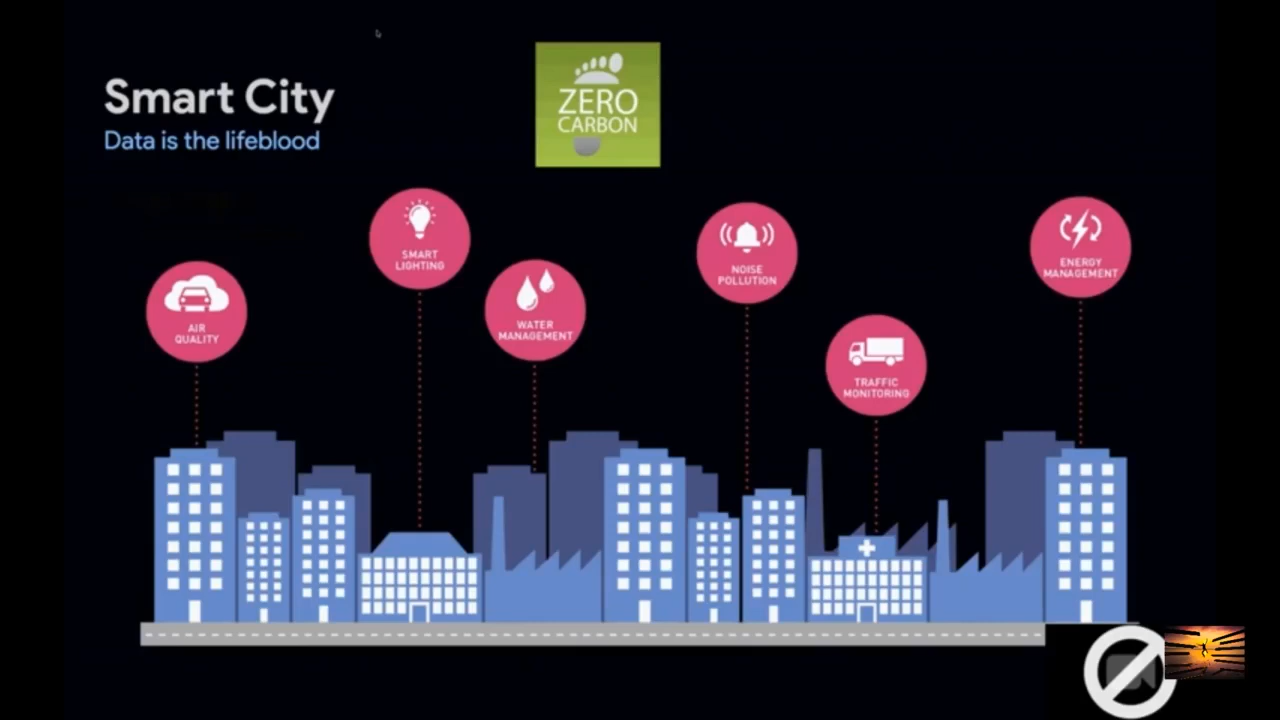 Smart City
Data is the lifeblood
ZERO
CARBON
SMART
LIGHTING
NOISE
POLLUTION
ENERGY
MANAGEMENT
AIR
QUALITY
WATER
MANAGEMENT
TRAFFIC
MONITORING